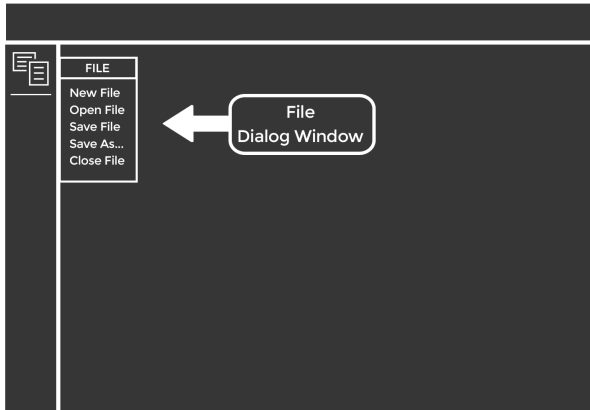 FILE
New File
Open File
Save File
Save As...
Close File
File
Dialog Window